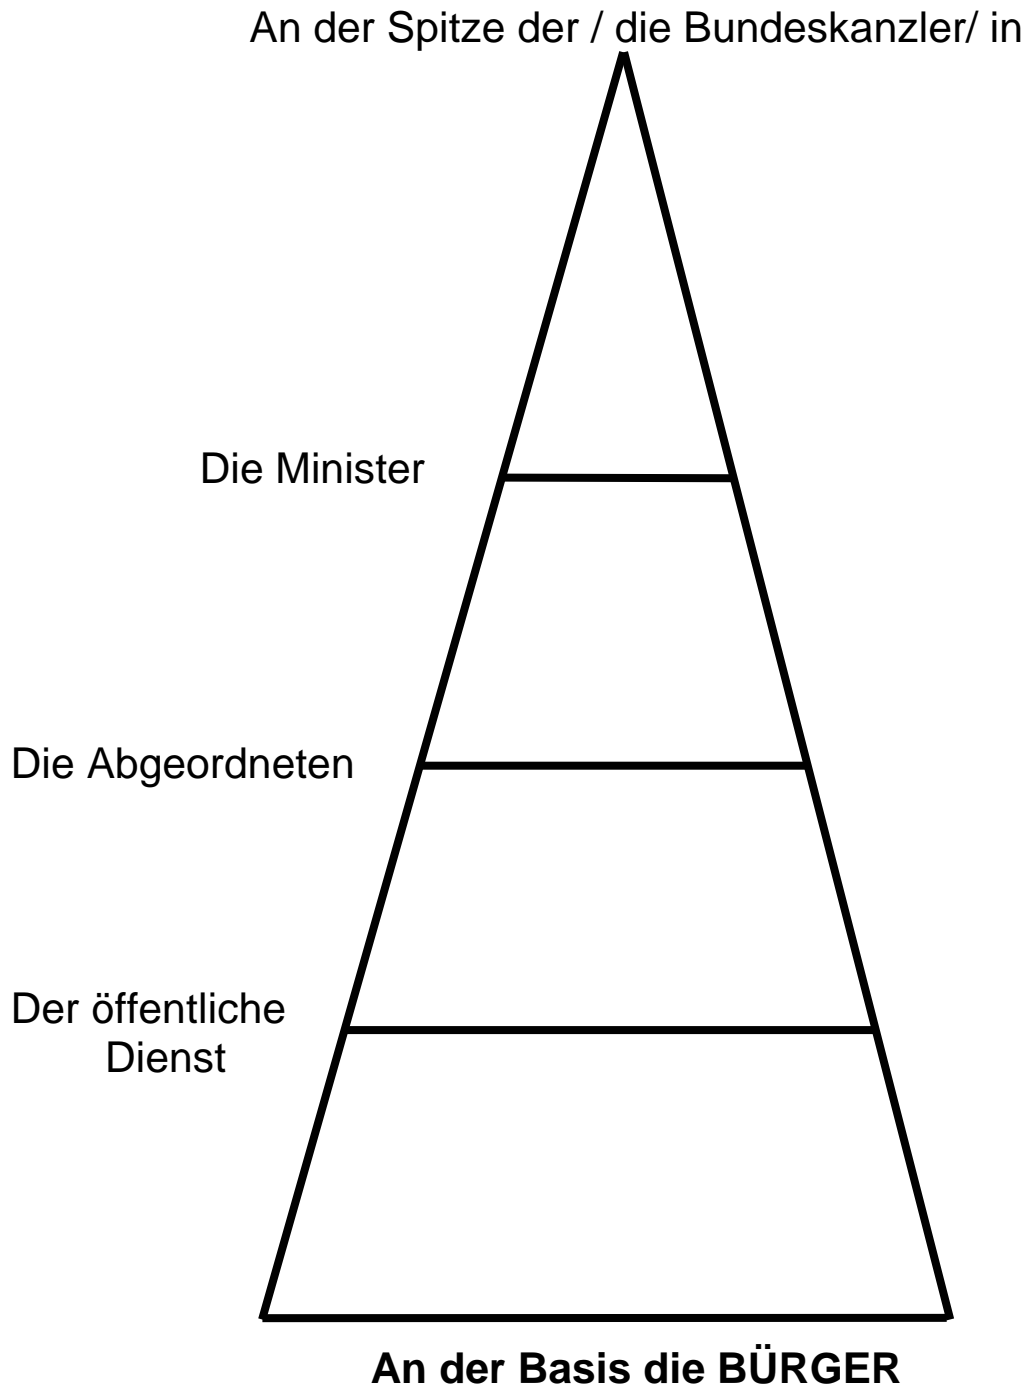 An der Spitze der / die Bundeskanzler/ in
Die Minister
Die Abgeordneten
Der öffentliche
Dienst
An der Basis die BÜRGER